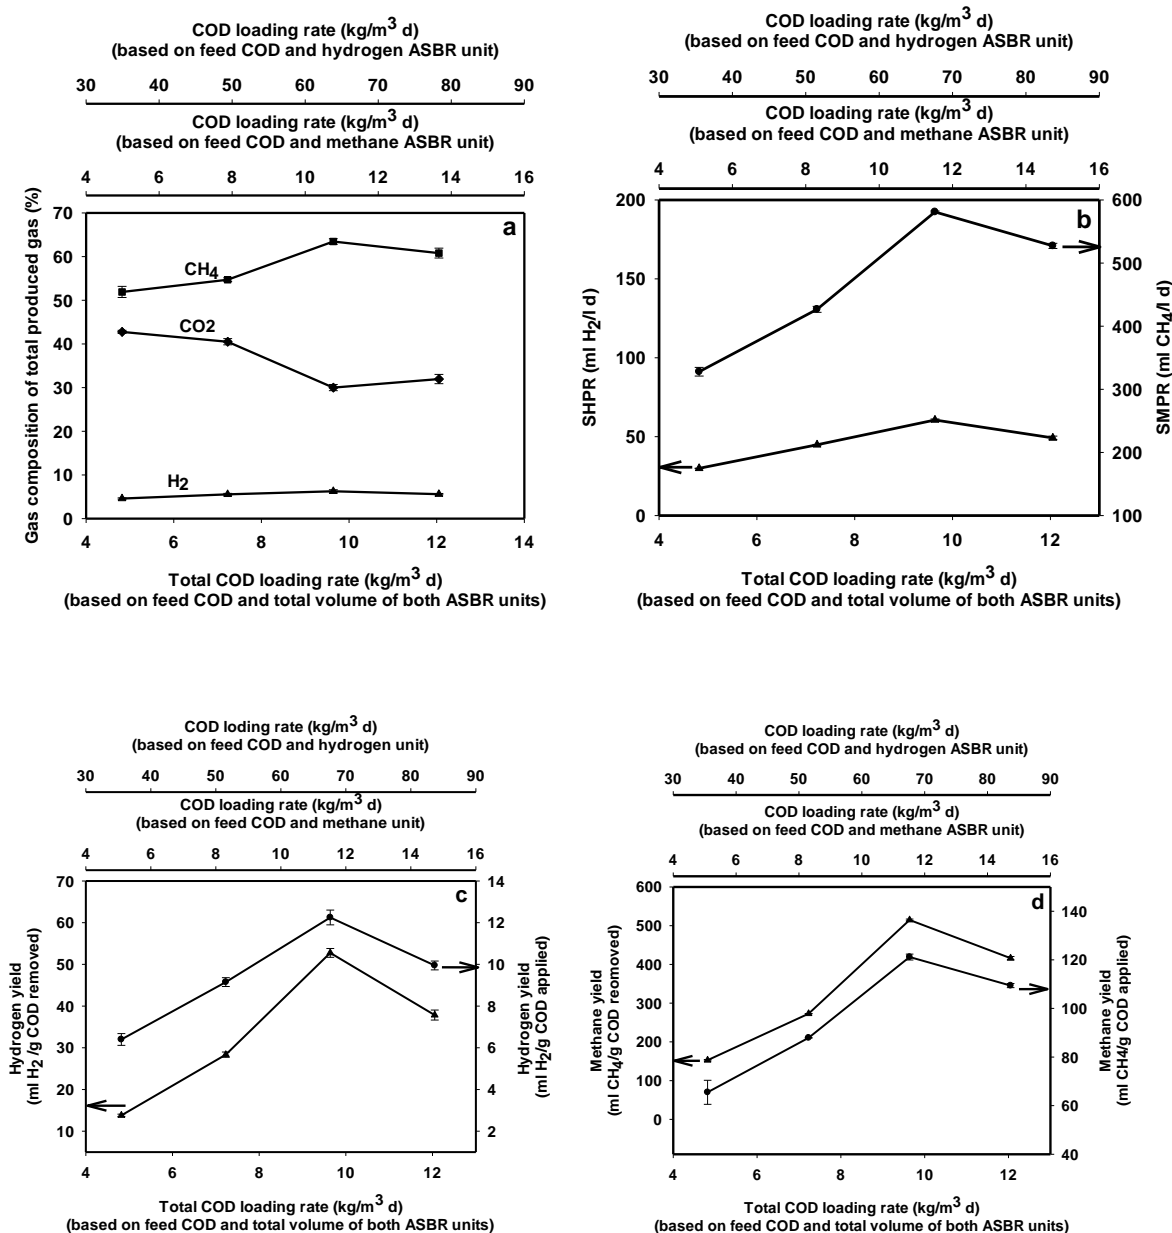 COD loading rate (kg/m3 d)
(based on feed COD and hydrogen ASBR unit)
30 40 50 60 70 80 90
COD loading rate (kg/m3 d)
(based on feed COD and methane ASBR unit)
4 6 8 10 12 14 16
Gas composition of total produced gas (%)
70
60
50
40
30
20
10
0
a
CH4
CO2
H2
4 6 8 10 12 14
Total COD loading rate (kg/m3 d)
(based on feed COD and total volume of both ASBR units)
COD loading rate (kg/m3 d)
(based on feed COD and hydrogen ASBR unit)
30 40 50 60 70 80 90
COD loading rate (kg/m3 d)
(based on feed COD and methane ASBR unit)
4 6 8 10 12 14 16
SHPR (ml H2/l d)
200
150
100
50
0
b
600
500
400
300
200
100
SMPR (ml CH4/l d)
4 6 8 10 12
Total COD loading rate (kg/m3 d)
(based on feed COD and total volume of both ASBR units)
COD loding rate (kg/m3 d)
(based on feed COD and hydrogen unit)
30 40 50 60 70 80 90
COD loading rate (kg/m3 d)
(based on feed COD and methane unit)
4 6 8 10 12 14 16
Hydrogen yield
(ml H2 /g COD removed)
70
60
50
40
30
20
10
c
14
12
10
8
6
4
2
Hydrogen yield
(ml H2/g COD applied)
4 6 8 10 12
Total COD loading rate (kg/m3 d)
(based on feed COD and total volume of both ASBR units)
COD loading rate (kg/m3 d)
(based on feed COD and hydrogen ASBR unit)
30 40 50 60 70 80 90
COD loading rate (kg/m3 d)
(based on feed COD and methane ASBR unit)
4 6 8 10 12 14 16
Methane yield
(ml CH4/g COD reomoved)
600
500
400
300
200
100
0
d
140
120
100
80
60
40
Methane yield
(ml CH4/g COD applied)
4 6 8 10 12
Total COD loading rate (kg/m3 d)
(based on feed COD and total volume of both ASBR units)